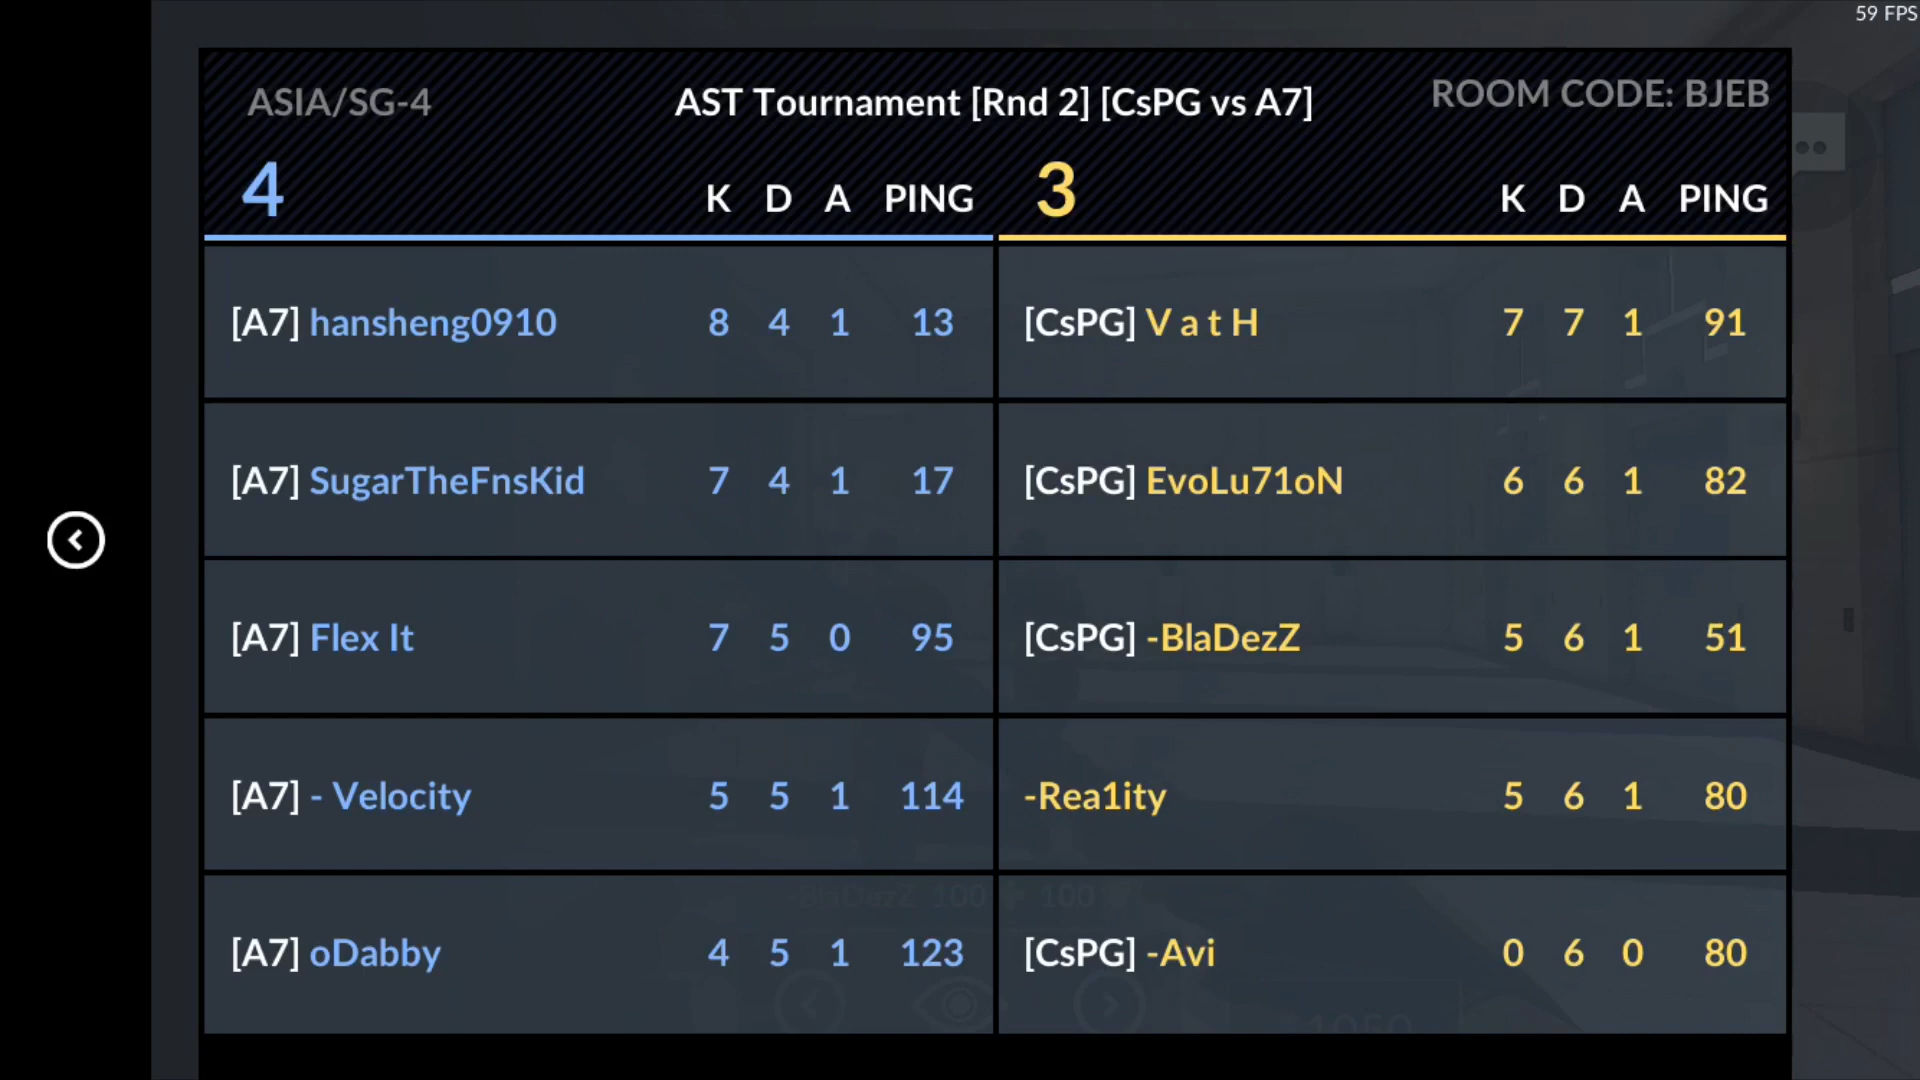 59 FPS
ASIA/SG-4 AST Tournament [Rnd 2] [CsPG vs A7] ROOM CODE: BJEB
4 K D A PING 3 K D A PING
[A7] hansheng0910 8 4 1 13 [CsPG] V a t H 7 7 1 91
[A7] SugarTheFnsKid 7 4 1 17 [CsPG] EvoLu71oN 6 6 1 82
[A7] Flex It 7 5 0 95 [CsPG] -BlaDezZ 5 6 1 51
[A7] - Velocity 5 5 1 114 -Rea1ity 5 6 1 80
-BlaDezZ 100 + 100
[A7] oDabby 4 5 1 123 [CsPG] -Avi 0 6 0 80
1050